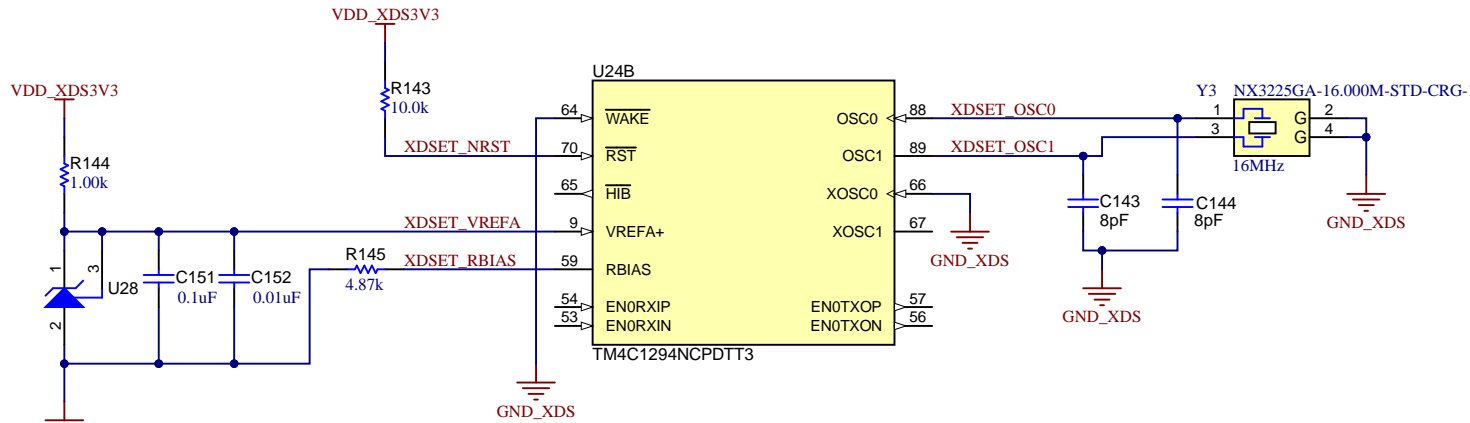 VDD_XDS3V3
VDD_XDS3V3
R143
10.0k
R144
1.00k
U24B
Y3 NX3225GA-16.000M-STD-CRG-
64 WAKE
OSC0 88 XDSET_OSC0
1
3
G 2
G 4
16MHz
XDSET_NRST 70 RST
OSC1 89 XDSET_OSC1
65 HIB
XOSC0 66
C143
8pF
C144
8pF
GND_XDS
XDSET_VREFA 9 VREFA+
XOSC1 67
GND_XDS
1
3
U28
2
C151
0.1uF
C152
0.01uF
R145
4.87k
XDSET_RBIAS 59 RBIAS
54 EN0RXIP
53 EN0RXIN
EN0TXOP 57
EN0TXON 56
GND_XDS
TM4C1294NCPDTT3
GND_XDS